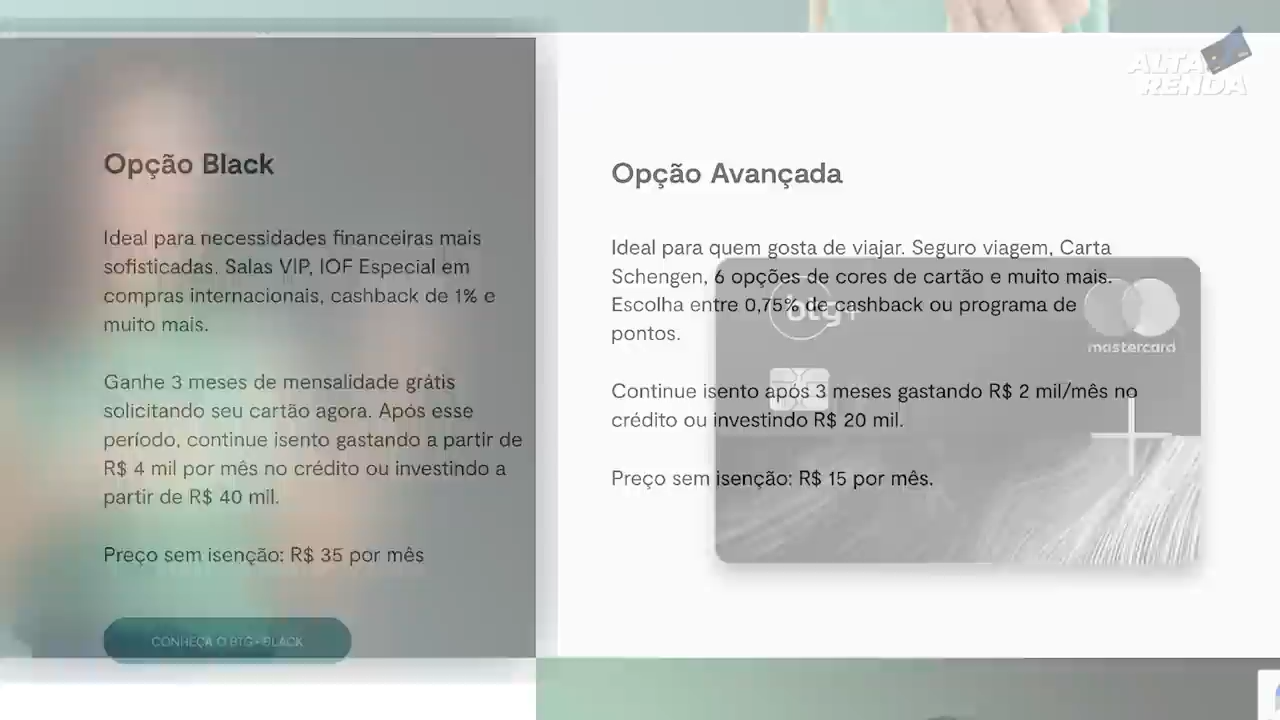 ALTA
RENDA
Opção Black
Ideal para necessidades financeiras mais
sofisticadas. Salas VIP, IOF Especial em
compras internacionais, cashback de 1% e
muito mais.
Ganhe 3 meses de mensalidade grátis
solicitando seu cartão agora. Após esse
período, continue isento gastando a partir de
R$ 4 mil por mês no crédito ou investindo a
partir de R$ 40 mil.
Preço sem isenção: R$ 35 por mês
CONHEÇA O BTG+ BLACK
Opção Avançada
Ideal para quem gosta de viajar. Seguro viagem, Carta
Schengen, 6 opções de cores de cartão e muito mais.
Escolha entre 0,75% de cashback ou programa de
pontos.
Continue isento após 3 meses gastando R$ 2 mil/mês no
crédito ou investindo R$ 20 mil.
Preço sem isenção: R$ 15 por mês.
btg+
mastercard